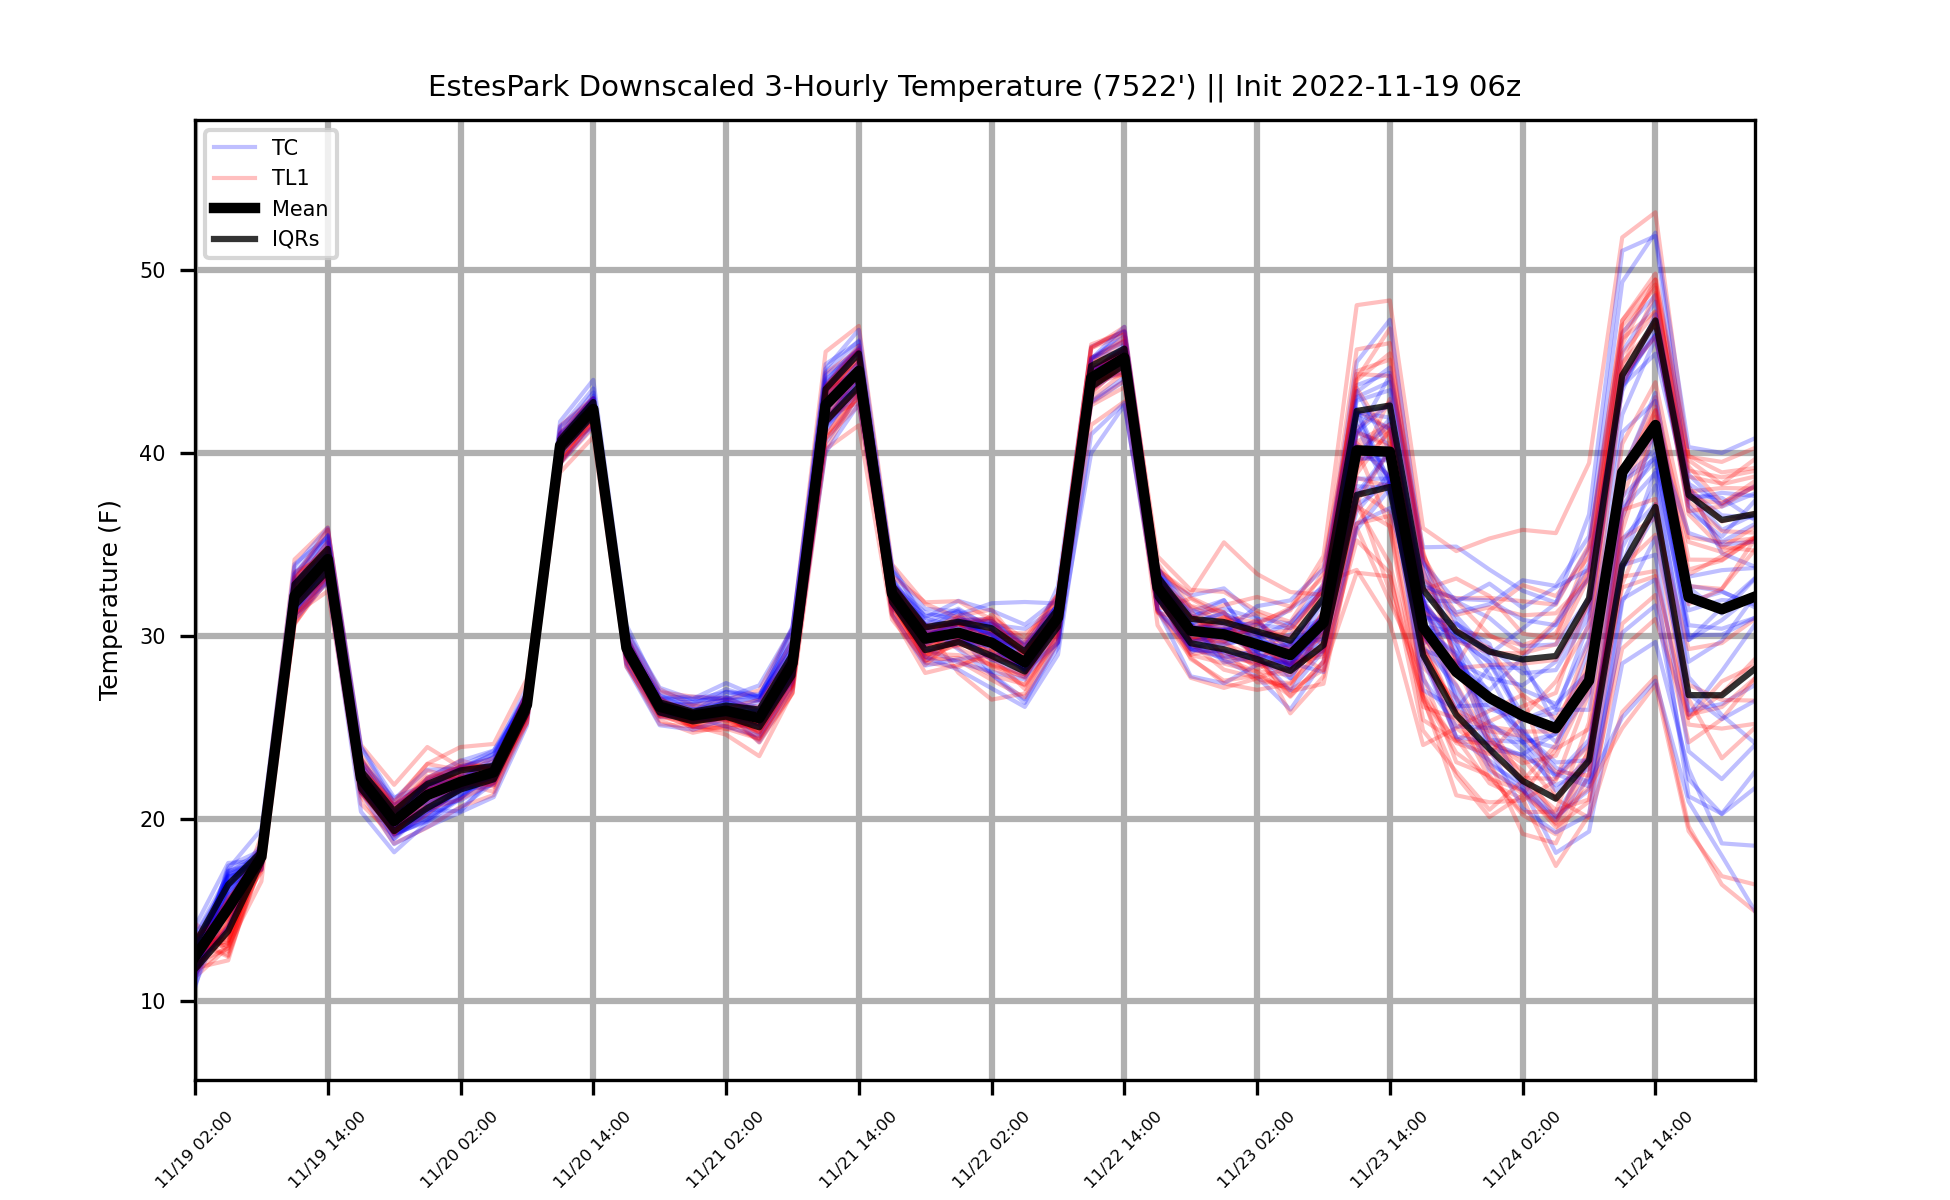 EstesPark Downscaled 3-Hourly Temperature (7522') || Init 2022-11-19 06z
TC
TL1
Mean
IQRs
Temperature (F)
50
40
30
20
10
11/19 02:00
11/19 14:00
11/20 02:00
11/20 14:00
11/21 02:00
11/21 14:00
11/22 02:00
11/22 14:00
11/23 02:00
11/23 14:00
11/24 02:00
11/24 14:00